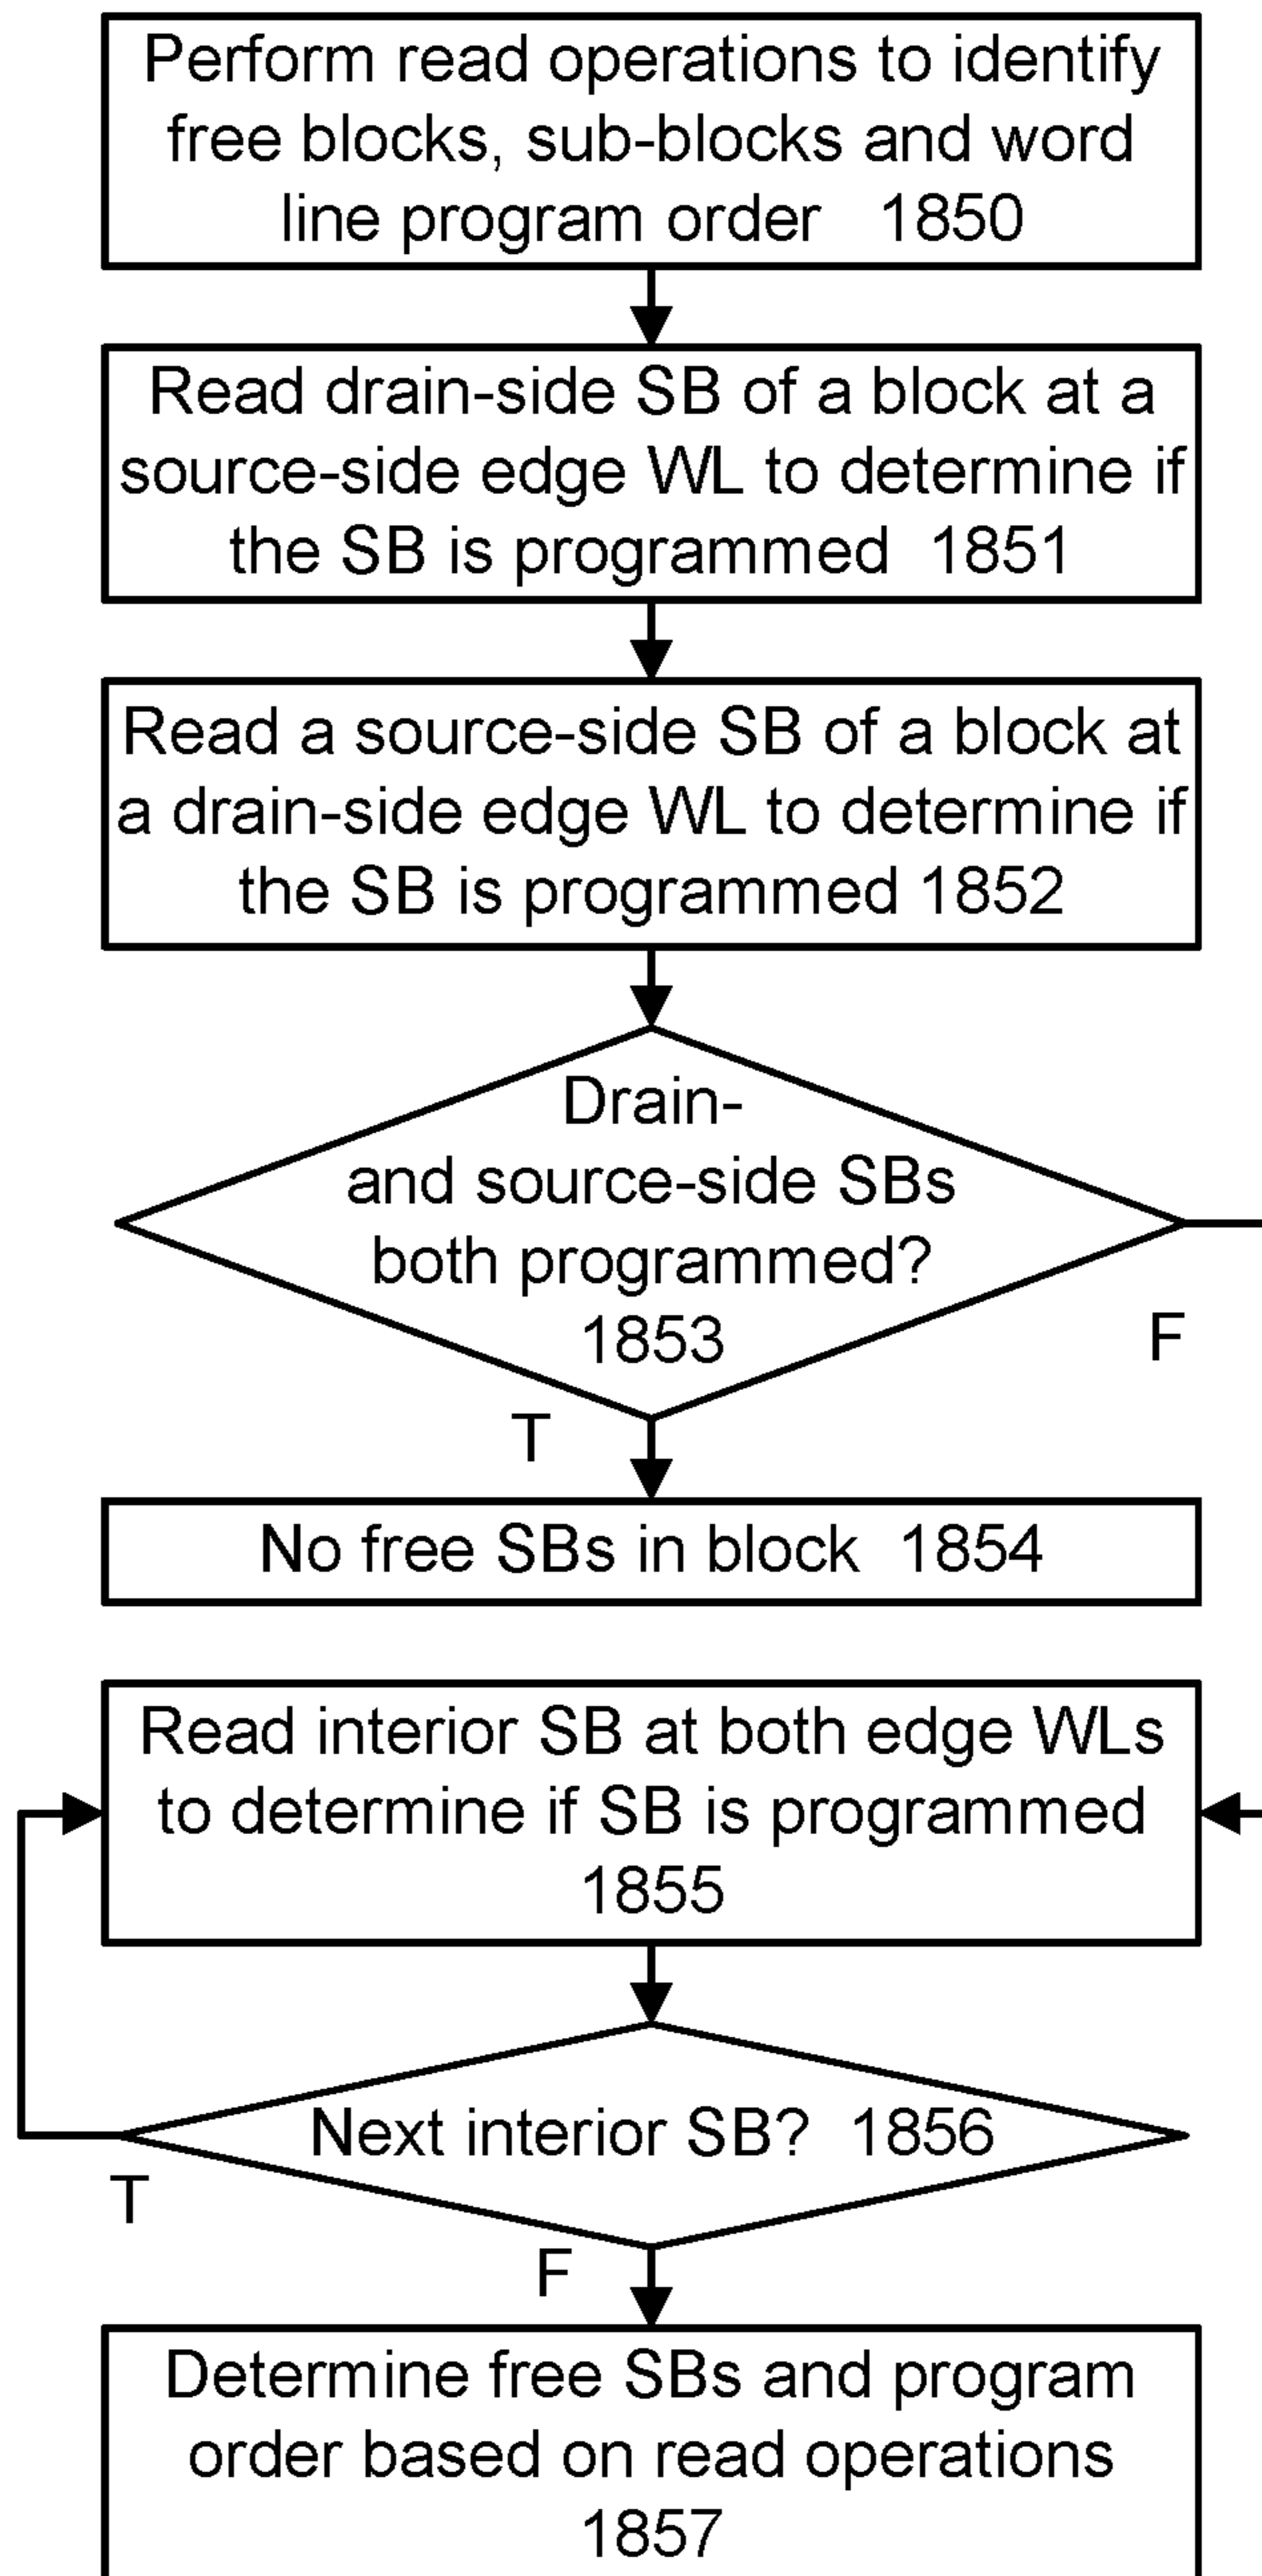 Perform read operations to identify
free blocks, sub-blocks and word
line program order 1850
Read drain-side SB of a block at a
source-side edge WL to determine if
the SB is programmed 1851
Read a source-side SB of a block at
a drain-side edge WL to determine if
the SB is programmed 1852
Drain-
and source-side SBs
both programmed?
1853
F
T
No free SBs in block 1854
Read interior SB at both edge WLs
to determine if SB is programmed
1855
Next interior SB? 1856
T
F
Determine free SBs and program
order based on read operations
1857